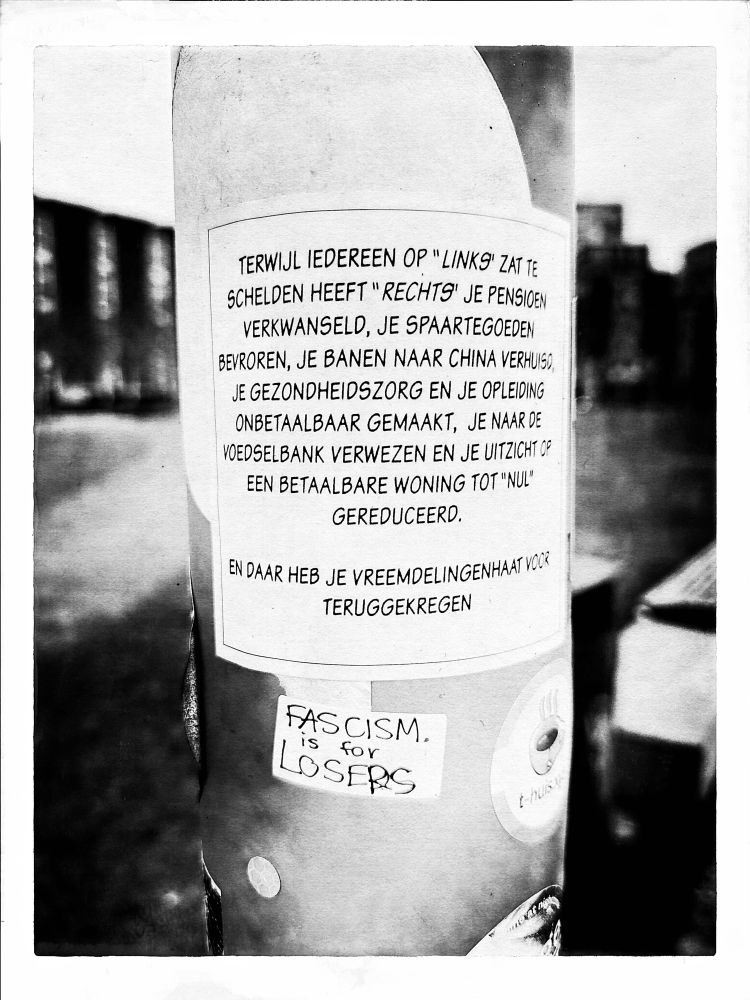 TERWIJL IEDEREEN OP "LINKS" ZAT TE
SCHELDEN HEEFT "RECHTS" JE PENSIOEN
VERKWANSELD, JE SPAARTEGOEDEN
BEVROREN, JE BANEN NAAR CHINA VERHUISD,
JE GEZONDHEIDSZORG EN JE OPLEIDING
ONBETAALBAAR GEMAAKT, JE NAAR DE
VOEDSELBANK VERWEZEN EN JE UITZICHT OP
EEN BETAALBARE WONING TOT "NUL"
GEREDUCEERD.
EN DAAR HEB JE VREEMDELINGENHAAT VOOR
TERUGGEKREGEN
FASCISM.
is for
LOSERS